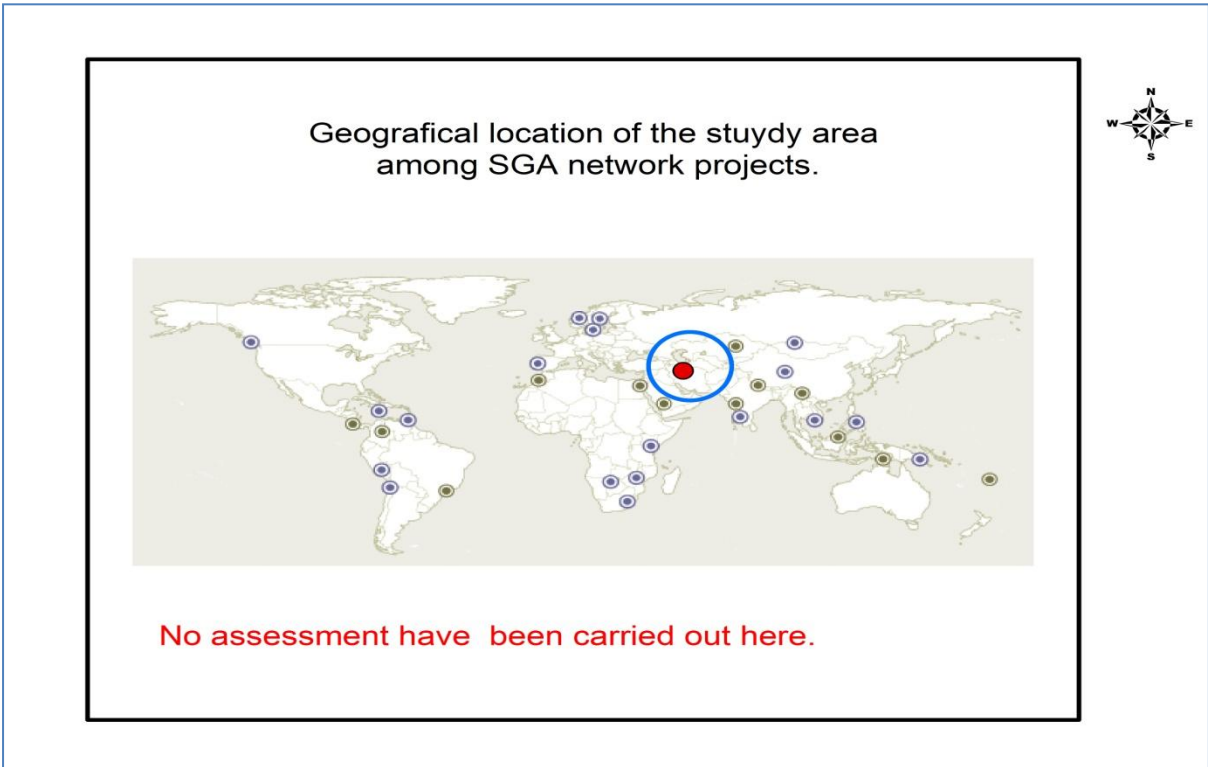 Geografical location of the stuydy area
among SGA network projects.
N
W E
S
No assessment have  been carried out here.